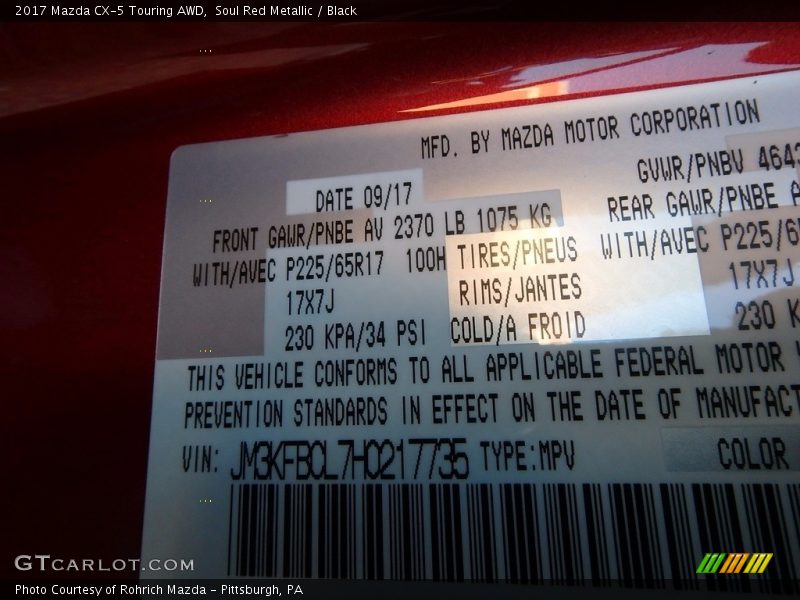 2017 Mazda CX-5 Touring AWD, Soul Red Metallic / Black
MFD. BY MAZDA MOTOR CORPORATION
DATE 09/17
GVWR/PNBV 4643
FRONT GAWR/PNBE AV 2370 LB 1075 KG
REAR GAWR/PNBE A
WITH/AVEC P225/65R17 100H TIRES/PNEUS
WITH/AVEC P225/6
17X7J RIMS/JANTES
17X7J
230 KPA/34 PSI COLD/A FROID
230 K
THIS VEHICLE CONFORMS TO ALL APPLICABLE FEDERAL MOTOR
PREVENTION STANDARDS IN EFFECT ON THE DATE OF MANUFACT
VIN: JM3KFBCL7H0217735 TYPE:MPV
COLOR
GTCARLOT.COM
Photo Courtesy of Rohrich Mazda - Pittsburgh, PA